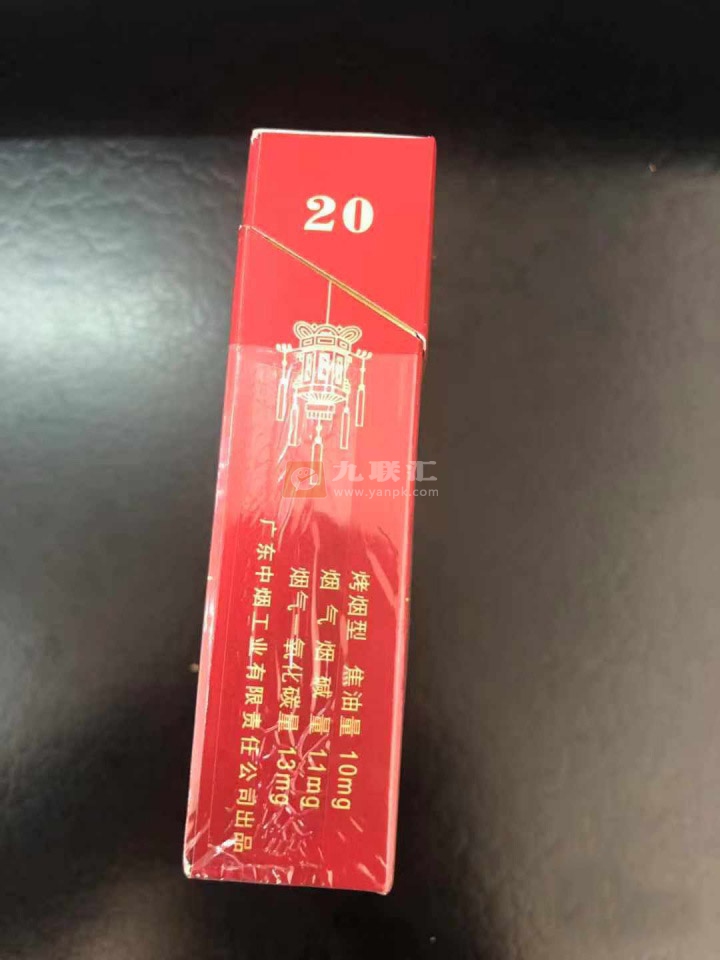 20
九联汇
www.yanpk.com
烤烟型 焦油量 10mg
烟气烟碱量 1.1mg
烟气一氧化碳量 13mg
广东中烟工业有限责任公司出品